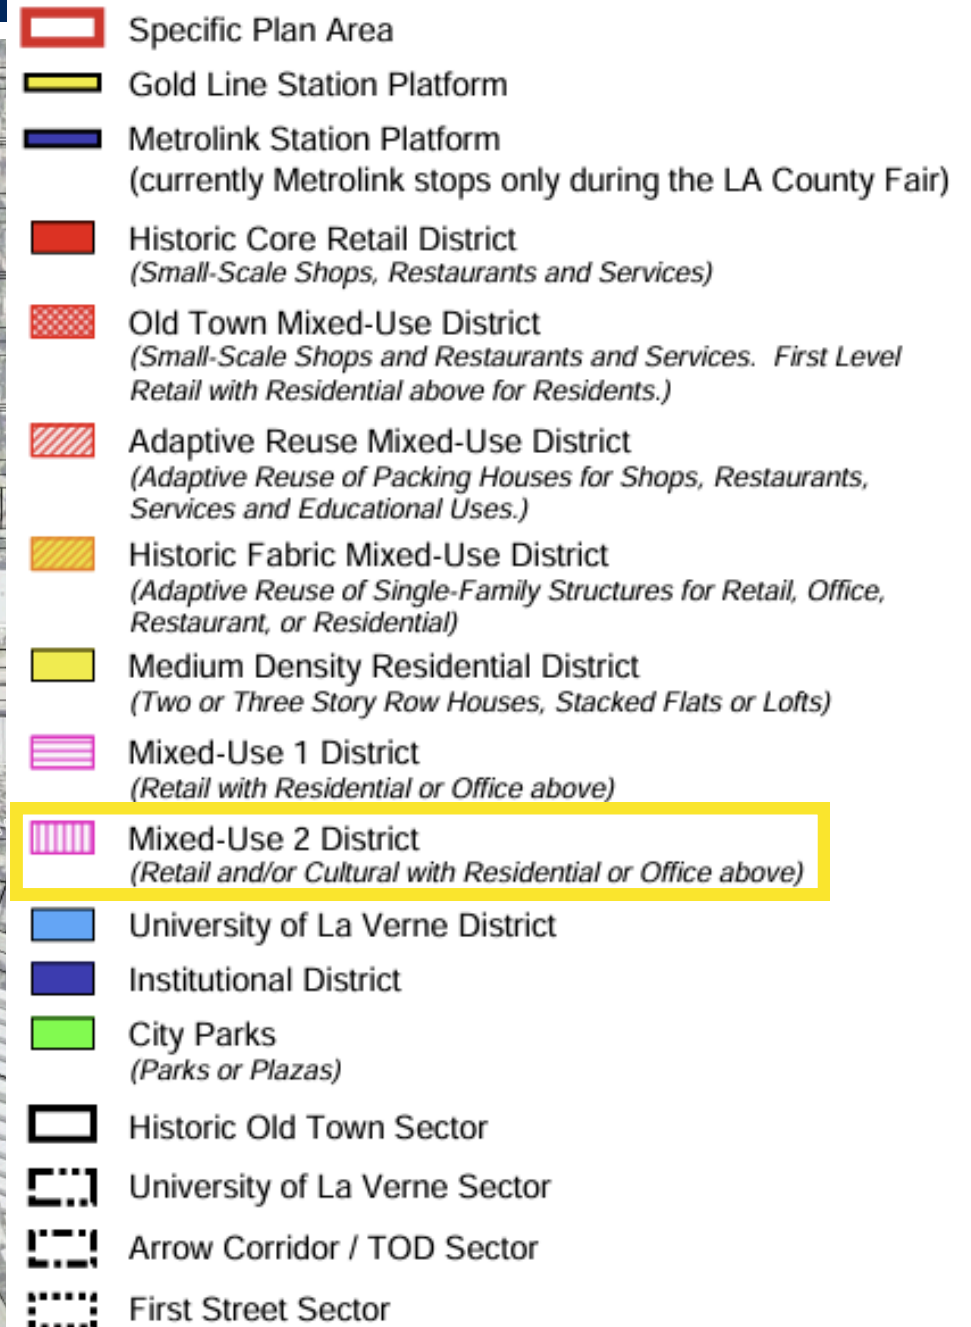 Specific Plan Area
Gold Line Station Platform
Metrolink Station Platform
(currently Metrolink stops only during the LA County Fair)
Historic Core Retail District
(Small-Scale Shops, Restaurants and Services)
Old Town Mixed-Use District
(Small-Scale Shops and Restaurants and Services. First Level
Retail with Residential above for Residents.)
Adaptive Reuse Mixed-Use District
(Adaptive Reuse of Packing Houses for Shops, Restaurants,
Services and Educational Uses.)
Historic Fabric Mixed-Use District
(Adaptive Reuse of Single-Family Structures for Retail, Office,
Restaurant, or Residential)
Medium Density Residential District
(Two or Three Story Row Houses, Stacked Flats or Lofts)
Mixed-Use 1 District
(Retail with Residential or Office above)
Mixed-Use 2 District
(Retail and/or Cultural with Residential or Office above)
University of La Verne District
Institutional District
City Parks
(Parks or Plazas)
Historic Old Town Sector
University of La Verne Sector
Arrow Corridor / TOD Sector
First Street Sector